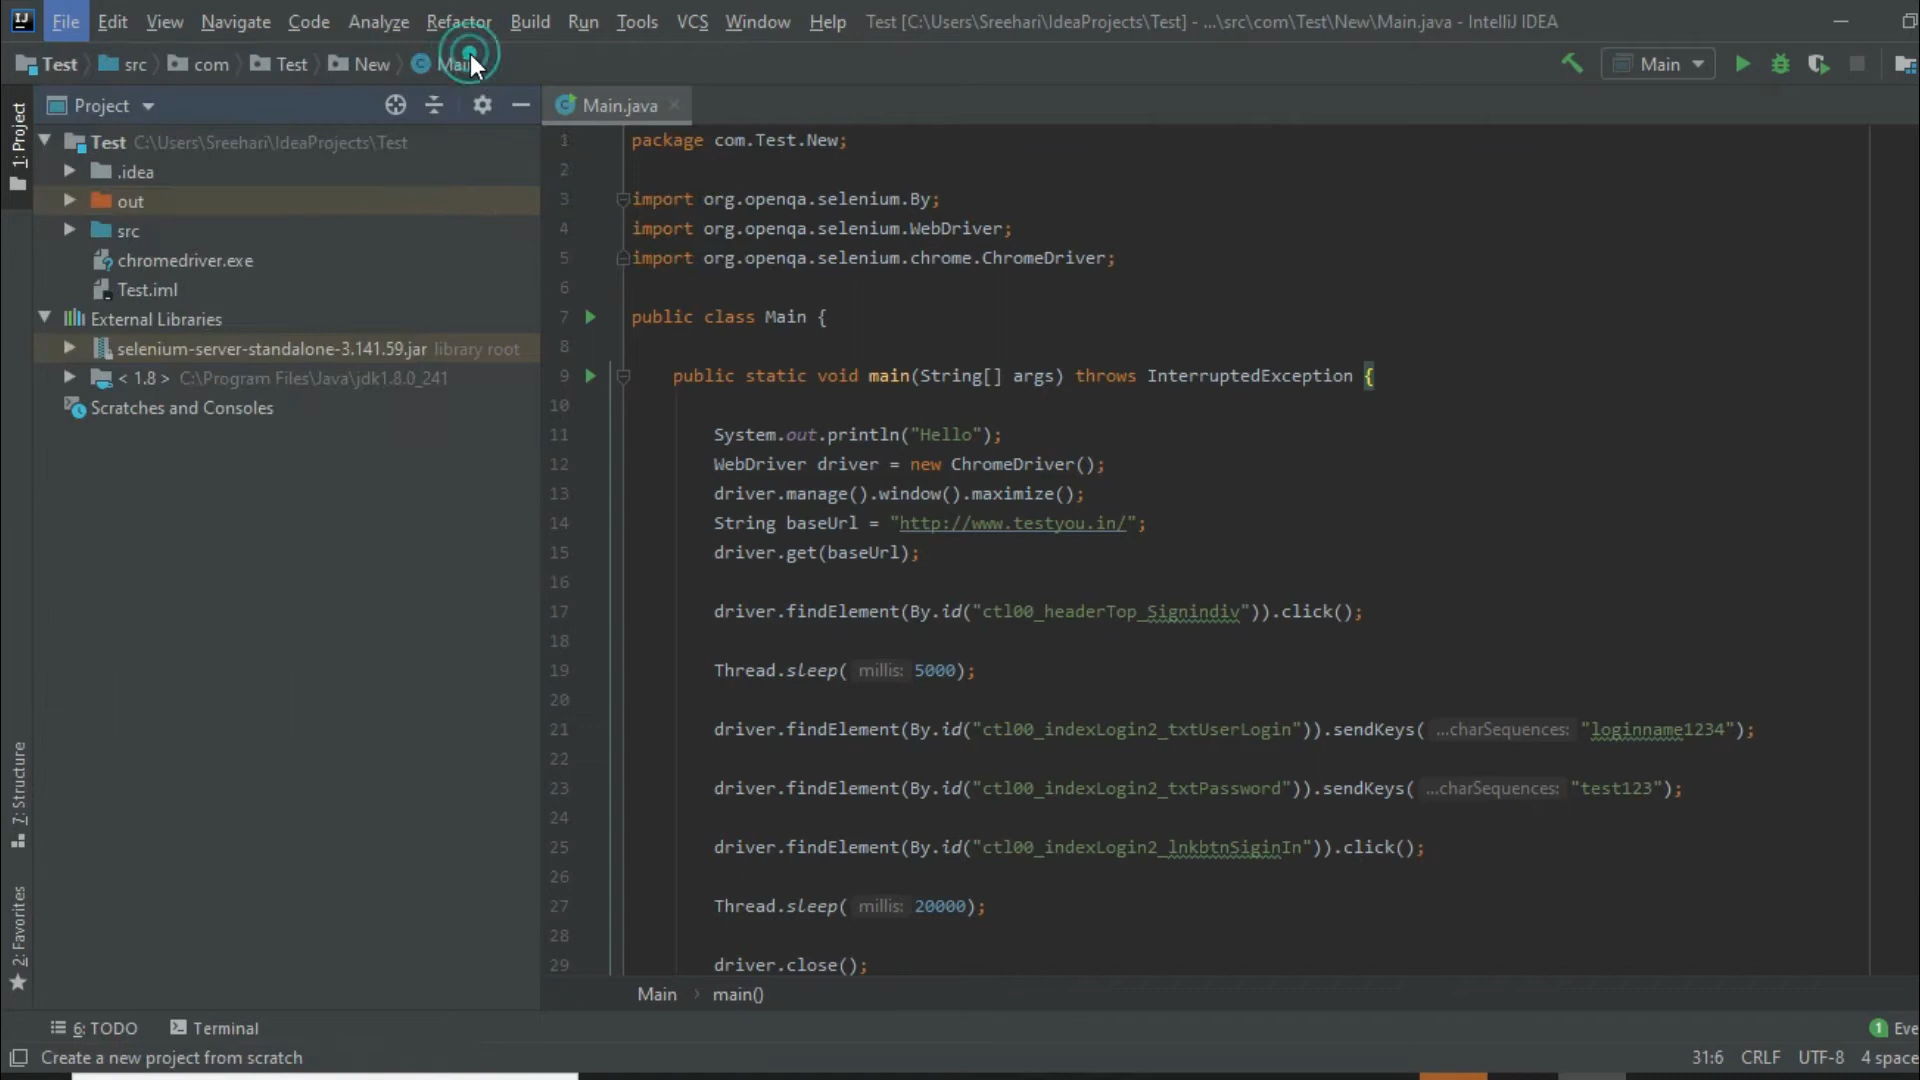 IJ File Edit View Navigate Code Analyze Refactor Build Run Tools VCS Window Help Test [C:\Users\Sreehari\IdeaProjects\Test] - ...\src\com\Test\New\Main.java - IntelliJ IDEA
Test src com Test New Main
Main
1: Project
Project
Main.java
Test C:\Users\Sreehari\IdeaProjects\Test
.idea
out
src
chromedriver.exe
Test.iml
External Libraries
selenium-server-standalone-3.141.59.jar library root
< 1.8 > C:\Program Files\Java\jdk1.8.0_241
Scratches and Consoles
7: Structure
2: Favorites
1 package com.Test.New;
2
3 import org.openqa.selenium.By;
4 import org.openqa.selenium.WebDriver;
5 import org.openqa.selenium.chrome.ChromeDriver;
6
7 public class Main {
8
9 public static void main(String[] args) throws InterruptedException {
10
11 System.out.println("Hello");
12 WebDriver driver = new ChromeDriver();
13 driver.manage().window().maximize();
14 String baseUrl = "http://www.testyou.in/";
15 driver.get(baseUrl);
16
17 driver.findElement(By.id("ctl00_headerTop_Signindiv")).click();
18
19 Thread.sleep( millis: 5000);
20
21 driver.findElement(By.id("ctl00_indexLogin2_txtUserLogin")).sendKeys( ...charSequences: "loginname1234");
22
23 driver.findElement(By.id("ctl00_indexLogin2_txtPassword")).sendKeys( ...charSequences: "test123");
24
25 driver.findElement(By.id("ctl00_indexLogin2_lnkbtnSiginIn")).click();
26
27 Thread.sleep( millis: 20000);
28
29 driver.close();
Main main()
6: TODO Terminal
1 Eve
Create a new project from scratch
31:6 CRLF UTF-8 4 space